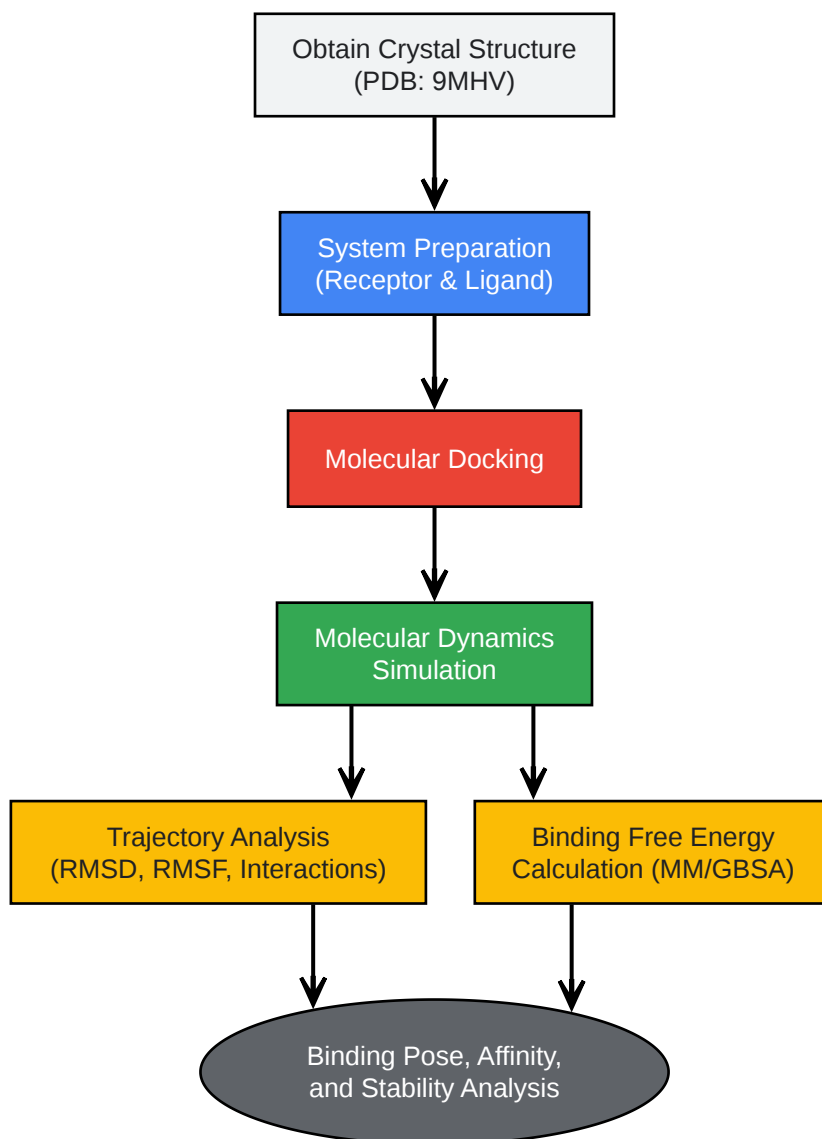 Obtain Crystal Structure
(PDB: 9MHV)
System Preparation
(Receptor & Ligand)
Molecular Docking
Molecular Dynamics
Simulation
Trajectory Analysis
(RMSD, RMSF, Interactions)
Binding Free Energy
Calculation (MM/GBSA)
Binding Pose, Affinity,
and Stability Analysis